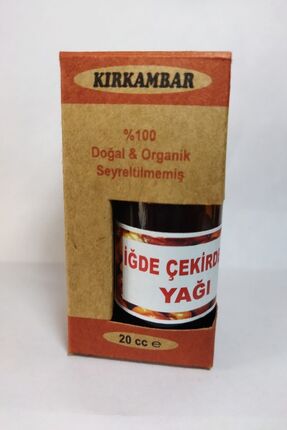 KIRKAMBAR
%100
Doğal & Organik
Seyreltilmemiş
İĞDE ÇEKİRD
YAĞI
20 cc e